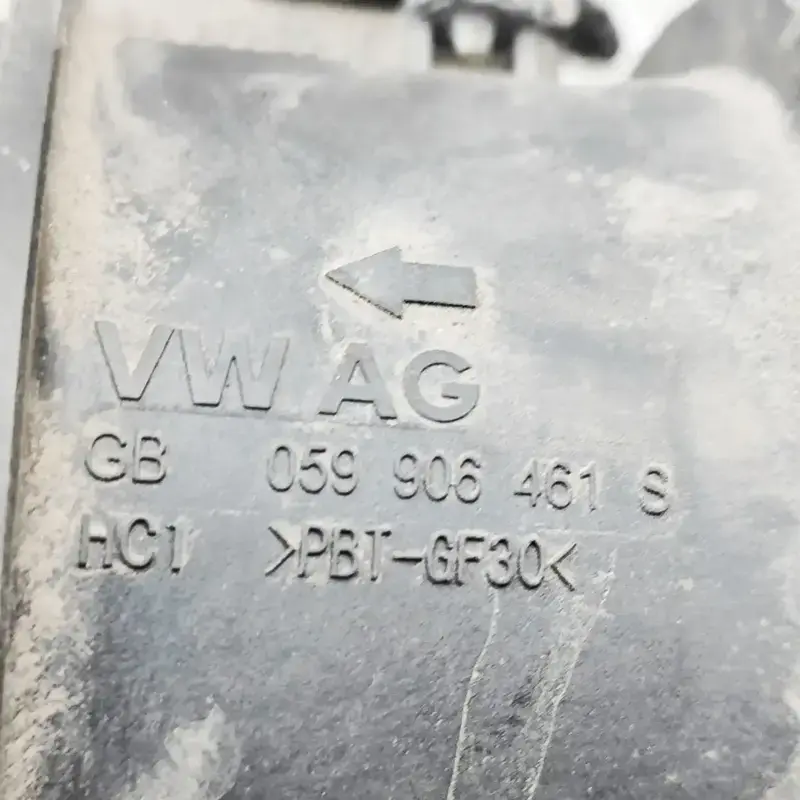 VW AG
GB 059 906 461 S
HC1 >PBT-GF30<